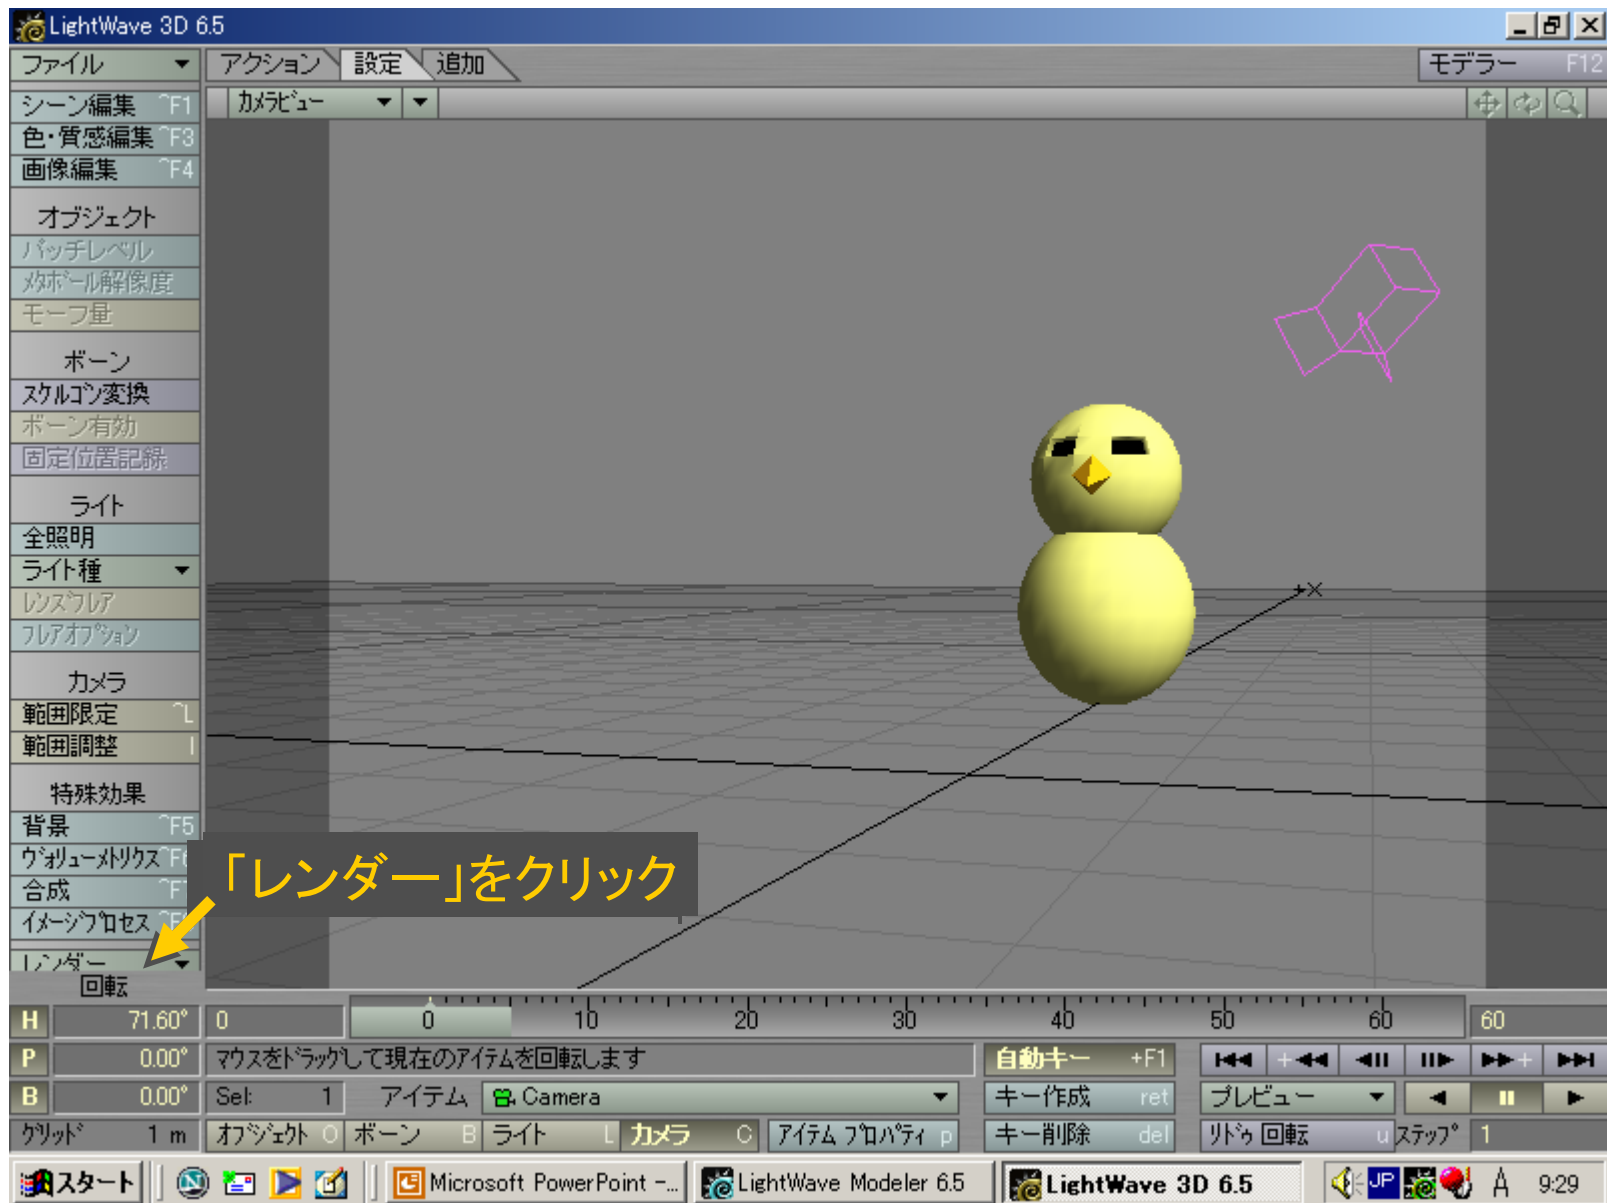 LightWave 3D 6.5
ファイル
アクション 設定 追加
モデラー F12
シーン編集 ^F1
カメラビュー
色・質感編集 ^F3
画像編集 ^F4
オブジェクト
パッチレベル
メタボール解像度
モーフ量
ボーン
スケルゴン変換
ボーン有効
固定位置記録
ライト
全照明
ライト種
レンズフレア
フレアオプション
カメラ
範囲限定 ^L
範囲調整 l
特殊効果
背景 ^F5
ヴォリューメトリクス ^F6
合成 ^F7
イメージプロセス
「レンダー」をクリック
レンダー
回転
H 71.60° 0 0 10 20 30 40 50 60 60
P 0.00° マウスをドラッグして現在のアイテムを回転します 自動キー +F1
B 0.00° Sel: 1 アイテム Camera キー作成 ret プレビュー
グリッド 1 m オブジェクト O ボーン B ライト L カメラ C アイテム プロパティ p キー削除 del リドゥ 回転 u ステップ 1
スタート Microsoft PowerPoint -... LightWave Modeler 6.5 LightWave 3D 6.5 JP A 9:29